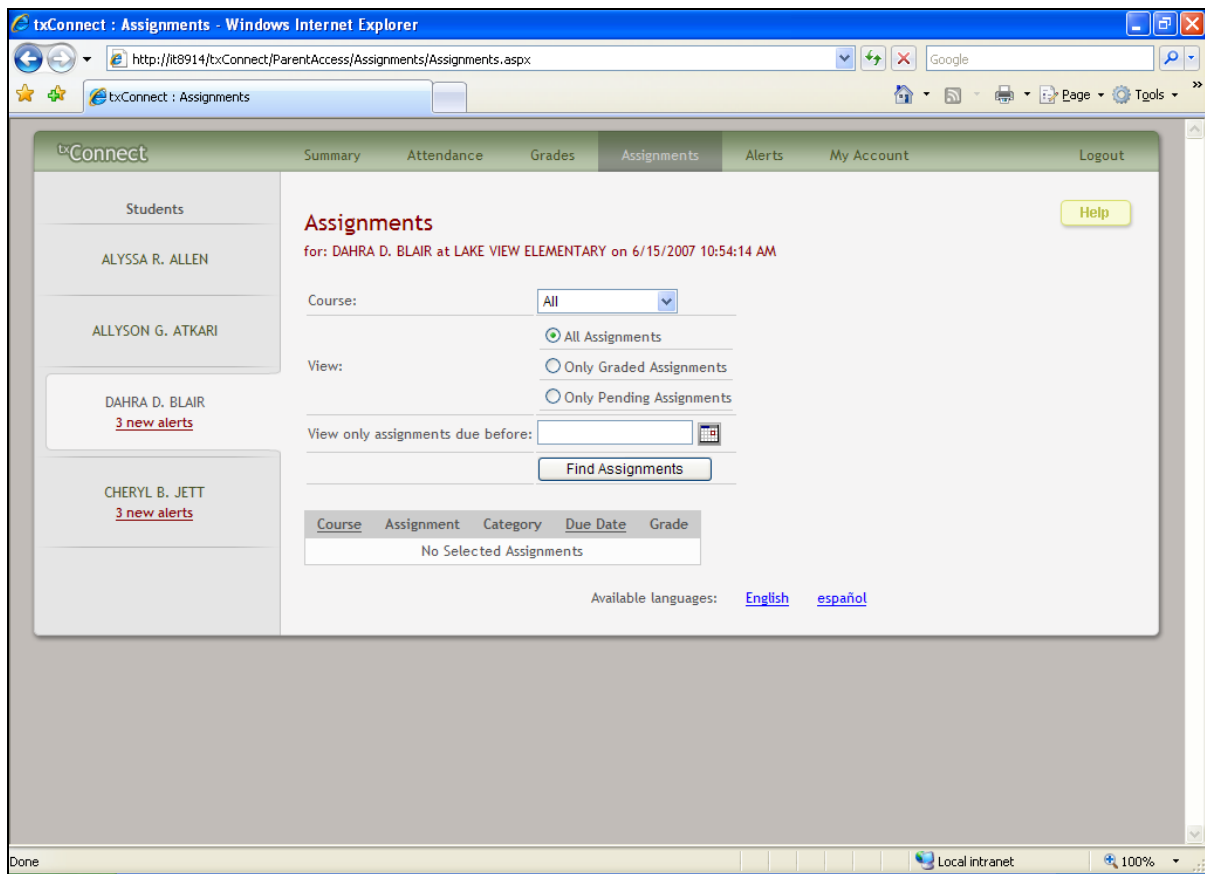 txConnect : Assignments - Windows Internet Explorer
http://it8914/txConnect/ParentAccess/Assignments/Assignments.aspx
Google
txConnect : Assignments
Page
Tools
»
txConnect
Summary
Attendance
Grades
Assignments
Alerts
My Account
Logout
Students
ALYSSA R. ALLEN
ALLYSON G. ATKARI
DAHRA D. BLAIR
3 new alerts
CHERYL B. JETT
3 new alerts
Help
Assignments
for: DAHRA D. BLAIR at LAKE VIEW ELEMENTARY on 6/15/2007 10:54:14 AM
Course:
All
View:
All Assignments
Only Graded Assignments
Only Pending Assignments
View only assignments due before:
Find Assignments
Course Assignment Category Due Date Grade
No Selected Assignments
Available languages: English español
Done
Local intranet
100%